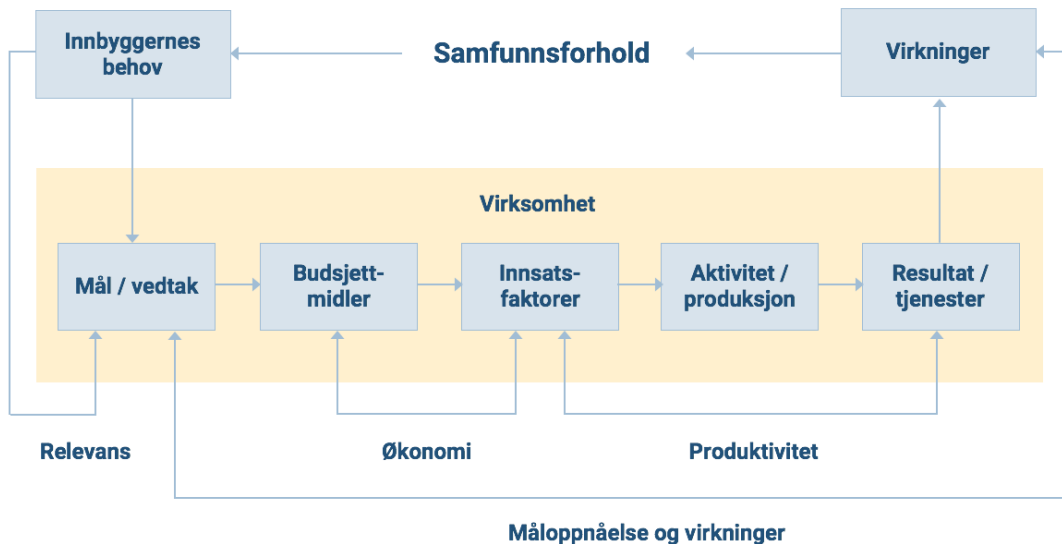 Innbyggernes
behov
Samfunnsforhold
Virkninger
Virksomhet
Mål / vedtak
Budsjett-
midler
Innsats-
faktorer
Aktivitet /
produksjon
Resultat /
tjenester
Relevans
Økonomi
Produktivitet
Måloppnåelse og virkninger